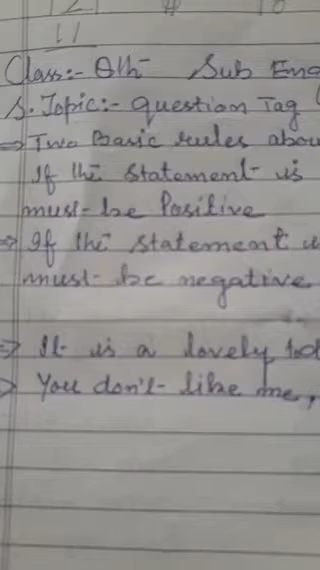 11
Class:- 8th Sub Eng
S. Topic:- Question Tag (
⇒ Two Basic rules abou
If the statement is
must be Positive
⇒ If the statement
must be negative
⇒ It is a lovely
⇒ You don't like me,